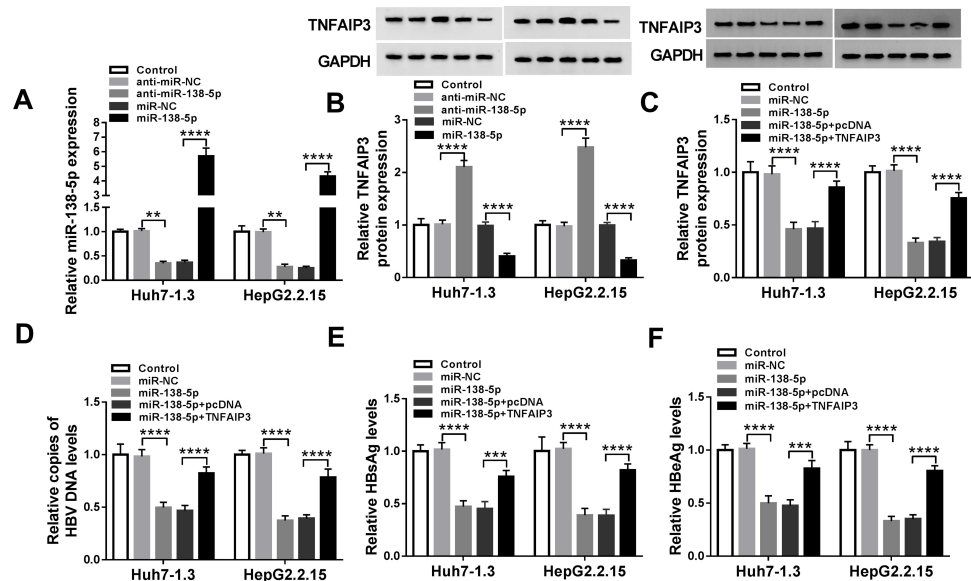 TNFAIP3
GAPDH
TNFAIP3
GAPDH
A
Control
anti-miR-NC
anti-miR-138-5p
miR-NC
miR-138-5p
Relative miR-138-5p expression
8
7
6
5
4
3
1.0
0.5
0.0
**
****
**
****
Huh7-1.3
HepG2.2.15
B
Control
anti-miR-NC
anti-miR-138-5p
miR-NC
miR-138-5p
Relative TNFAIP3
protein expression
3
2
1
0
****
****
****
****
Huh7-1.3
HepG2.2.15
C
Control
miR-NC
miR-138-5p
miR-138-5p+pcDNA
miR-138-5p+TNFAIP3
Relative TNFAIP3
protein expression
1.5
1.0
0.5
0.0
****
****
****
****
Huh7-1.3
HepG2.2.15
D
Control
miR-NC
miR-138-5p
miR-138-5p+pcDNA
miR-138-5p+TNFAIP3
Relative copies of
HBV DNA levels
1.5
1.0
0.5
0.0
****
****
****
****
Huh7-1.3
HepG2.2.15
E
Control
miR-NC
miR-138-5p
miR-138-5p+pcDNA
miR-138-5p+TNFAIP3
Relative HBsAg levels
1.5
1.0
0.5
0.0
****
***
****
****
Huh7-1.3
HepG2.2.15
F
Control
miR-NC
miR-138-5p
miR-138-5p+pcDNA
miR-138-5p+TNFAIP3
Relative HBeAg levels
1.5
1.0
0.5
0.0
****
***
****
****
Huh7-1.3
HepG2.2.15